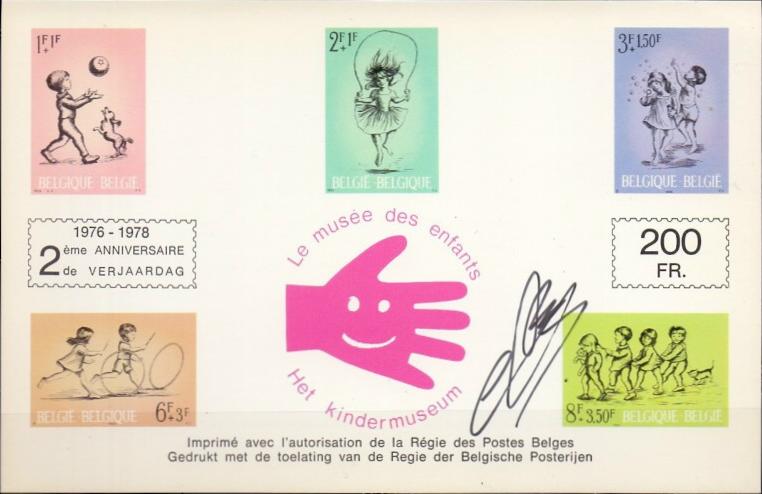 1F+1F
BELGIQUE-BELGIË
2F+1F
BELGIË-BELGIQUE
3F+1,50F
BELGIQUE-BELGIË
1976 - 1978
2ème ANNIVERSAIRE
de VERJAARDAG
Le musée des enfants
Het kindermuseum
200
FR.
BELGIË-BELGIQUE
6F+3F
8F+3,50F
BELGIQUE-BELGIË
Imprimé avec l'autorisation de la Régie des Postes Belges
Gedrukt met de toelating van de Regie der Belgische Posterijen